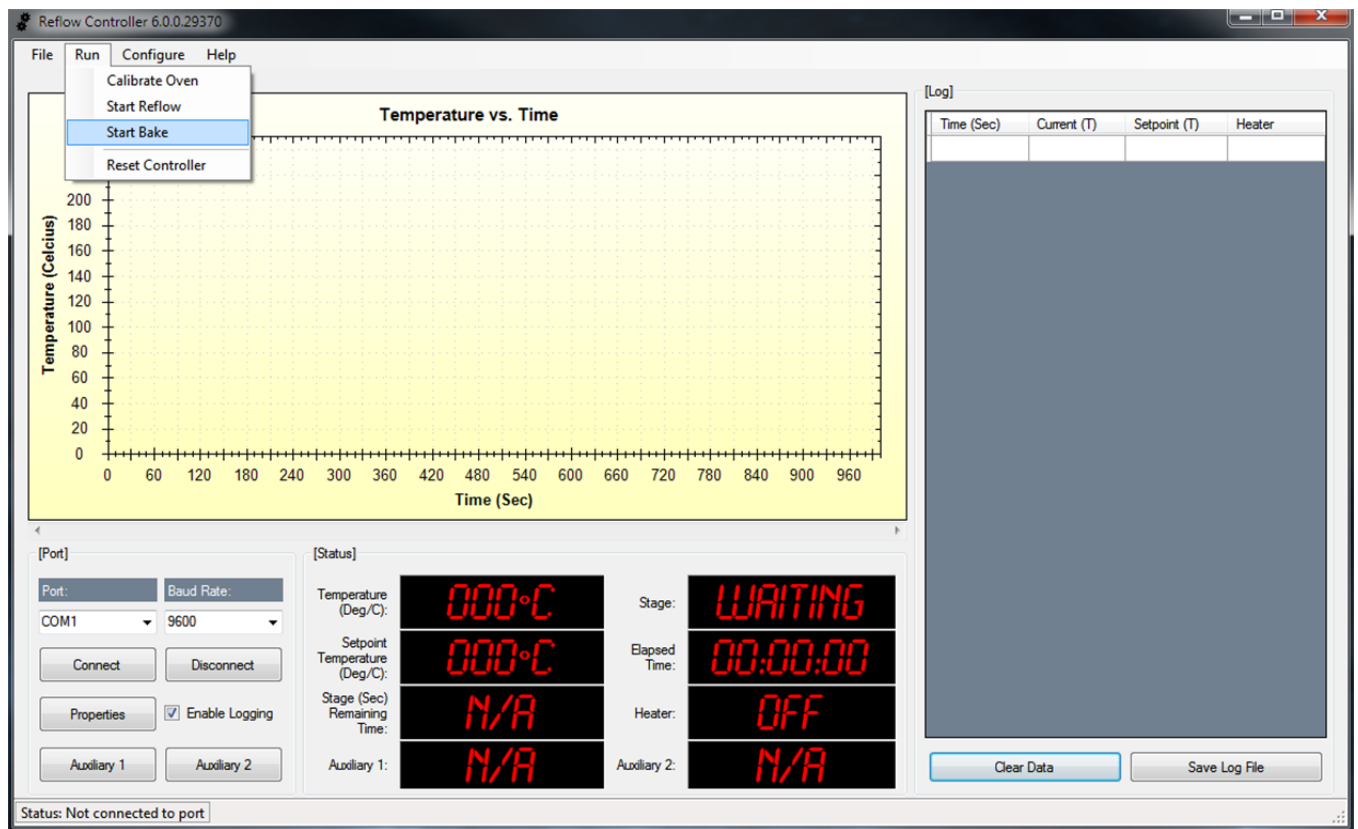 Reflow Controller 6.0.0.29370
File Run Configure Help
Calibrate Oven
Start Reflow
Start Bake
Reset Controller
Temperature vs. Time
Temperature (Celcius)
200
180
160
140
120
100
80
60
40
20
0
0 60 120 180 240 300 360 420 480 540 600 660 720 780 840 900 960
Time (Sec)
[Log]
Time (Sec) Current (T) Setpoint (T) Heater
[Port]
Port: Baud Rate:
COM1 9600
Connect Disconnect
Properties Enable Logging
Auxiliary 1 Auxiliary 2
[Status]
Temperature
(Deg/C):
000°C
Stage:
WAITING
Setpoint
Temperature
(Deg/C):
000°C
Elapsed
Time:
00:00:00
Stage (Sec)
Remaining
Time:
N/A
Heater:
OFF
Auxiliary 1:
N/A
Auxiliary 2:
N/A
Clear Data Save Log File
Status: Not connected to port